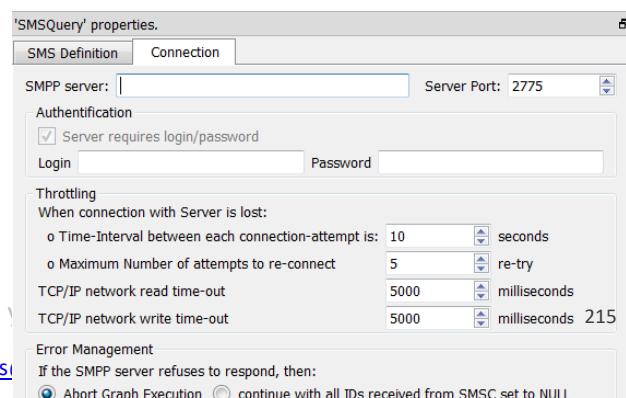 'SMSQuery' properties.
SMS Definition Connection
SMPP server: Server Port: 2775
Authentification
Server requires login/password
Login Password
Throttling
When connection with Server is lost:
o Time-Interval between each connection-attempt is: 10 seconds
o Maximum Number of attempts to re-connect 5 re-try
TCP/IP network read time-out 5000 milliseconds
TCP/IP network write time-out 5000 milliseconds 215
Error Management
If the SMPP server refuses to respond, then:
Abort Graph Execution continue with all IDs received from SMSC set to NULL